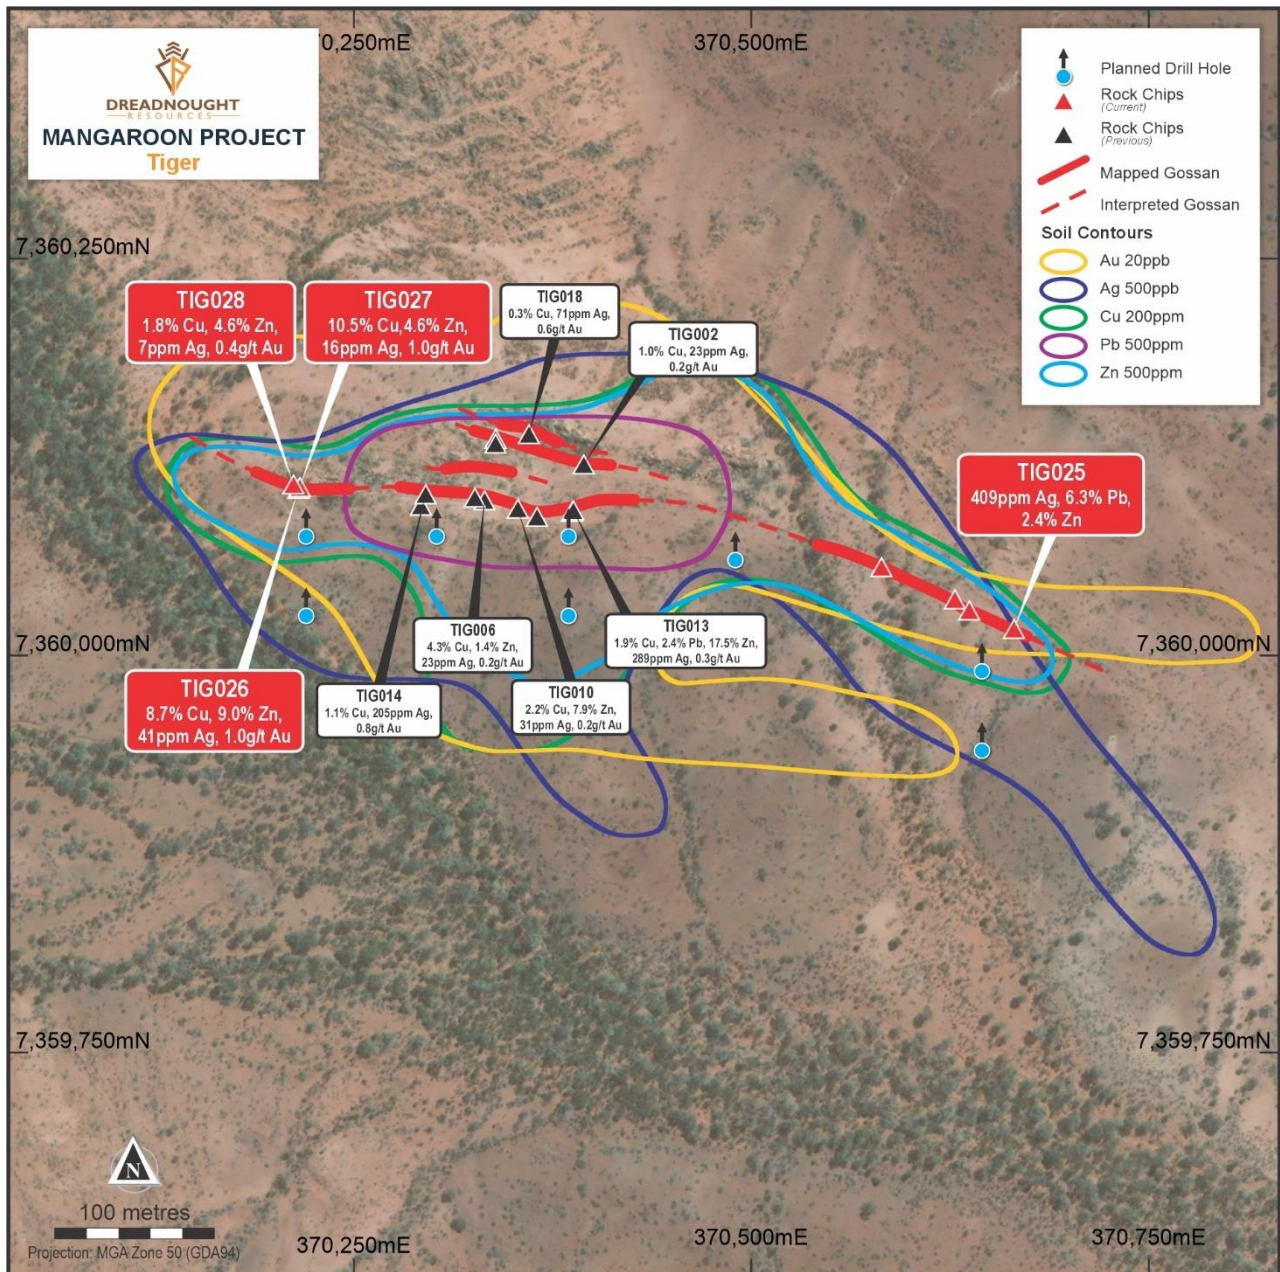 DREADNOUGHT
RESOURCES
MANGAROON PROJECT
Tiger
370,250mE
370,500mE
Planned Drill Hole
Rock Chips
(Current)
Rock Chips
(Previous)
Mapped Gossan
Interpreted Gossan
Soil Contours
Au 20ppb
Ag 500ppb
Cu 200ppm
Pb 500ppm
Zn 500ppm
7,360,250mN
TIG028
1.8% Cu, 4.6% Zn,
7ppm Ag, 0.4g/t Au
TIG027
10.5% Cu,4.6% Zn,
16ppm Ag, 1.0g/t Au
TIG018
0.3% Cu, 71ppm Ag,
0.6g/t Au
TIG002
1.0% Cu, 23ppm Ag,
0.2g/t Au
TIG025
409ppm Ag, 6.3% Pb,
2.4% Zn
7,360,000mN
7,360,000mN
TIG006
4.3% Cu, 1.4% Zn,
23ppm Ag, 0.2g/t Au
TIG013
1.9% Cu, 2.4% Pb, 17.5% Zn,
289ppm Ag, 0.3g/t Au
TIG026
8.7% Cu, 9.0% Zn,
41ppm Ag, 1.0g/t Au
TIG014
1.1% Cu, 205ppm Ag,
0.8g/t Au
TIG010
2.2% Cu, 7.9% Zn,
31ppm Ag, 0.2g/t Au
7,359,750mN
7,359,750mN
N
100 metres
Projection: MGA Zone 50 (GDA94)
370,250mE
370,500mE
370,750mE